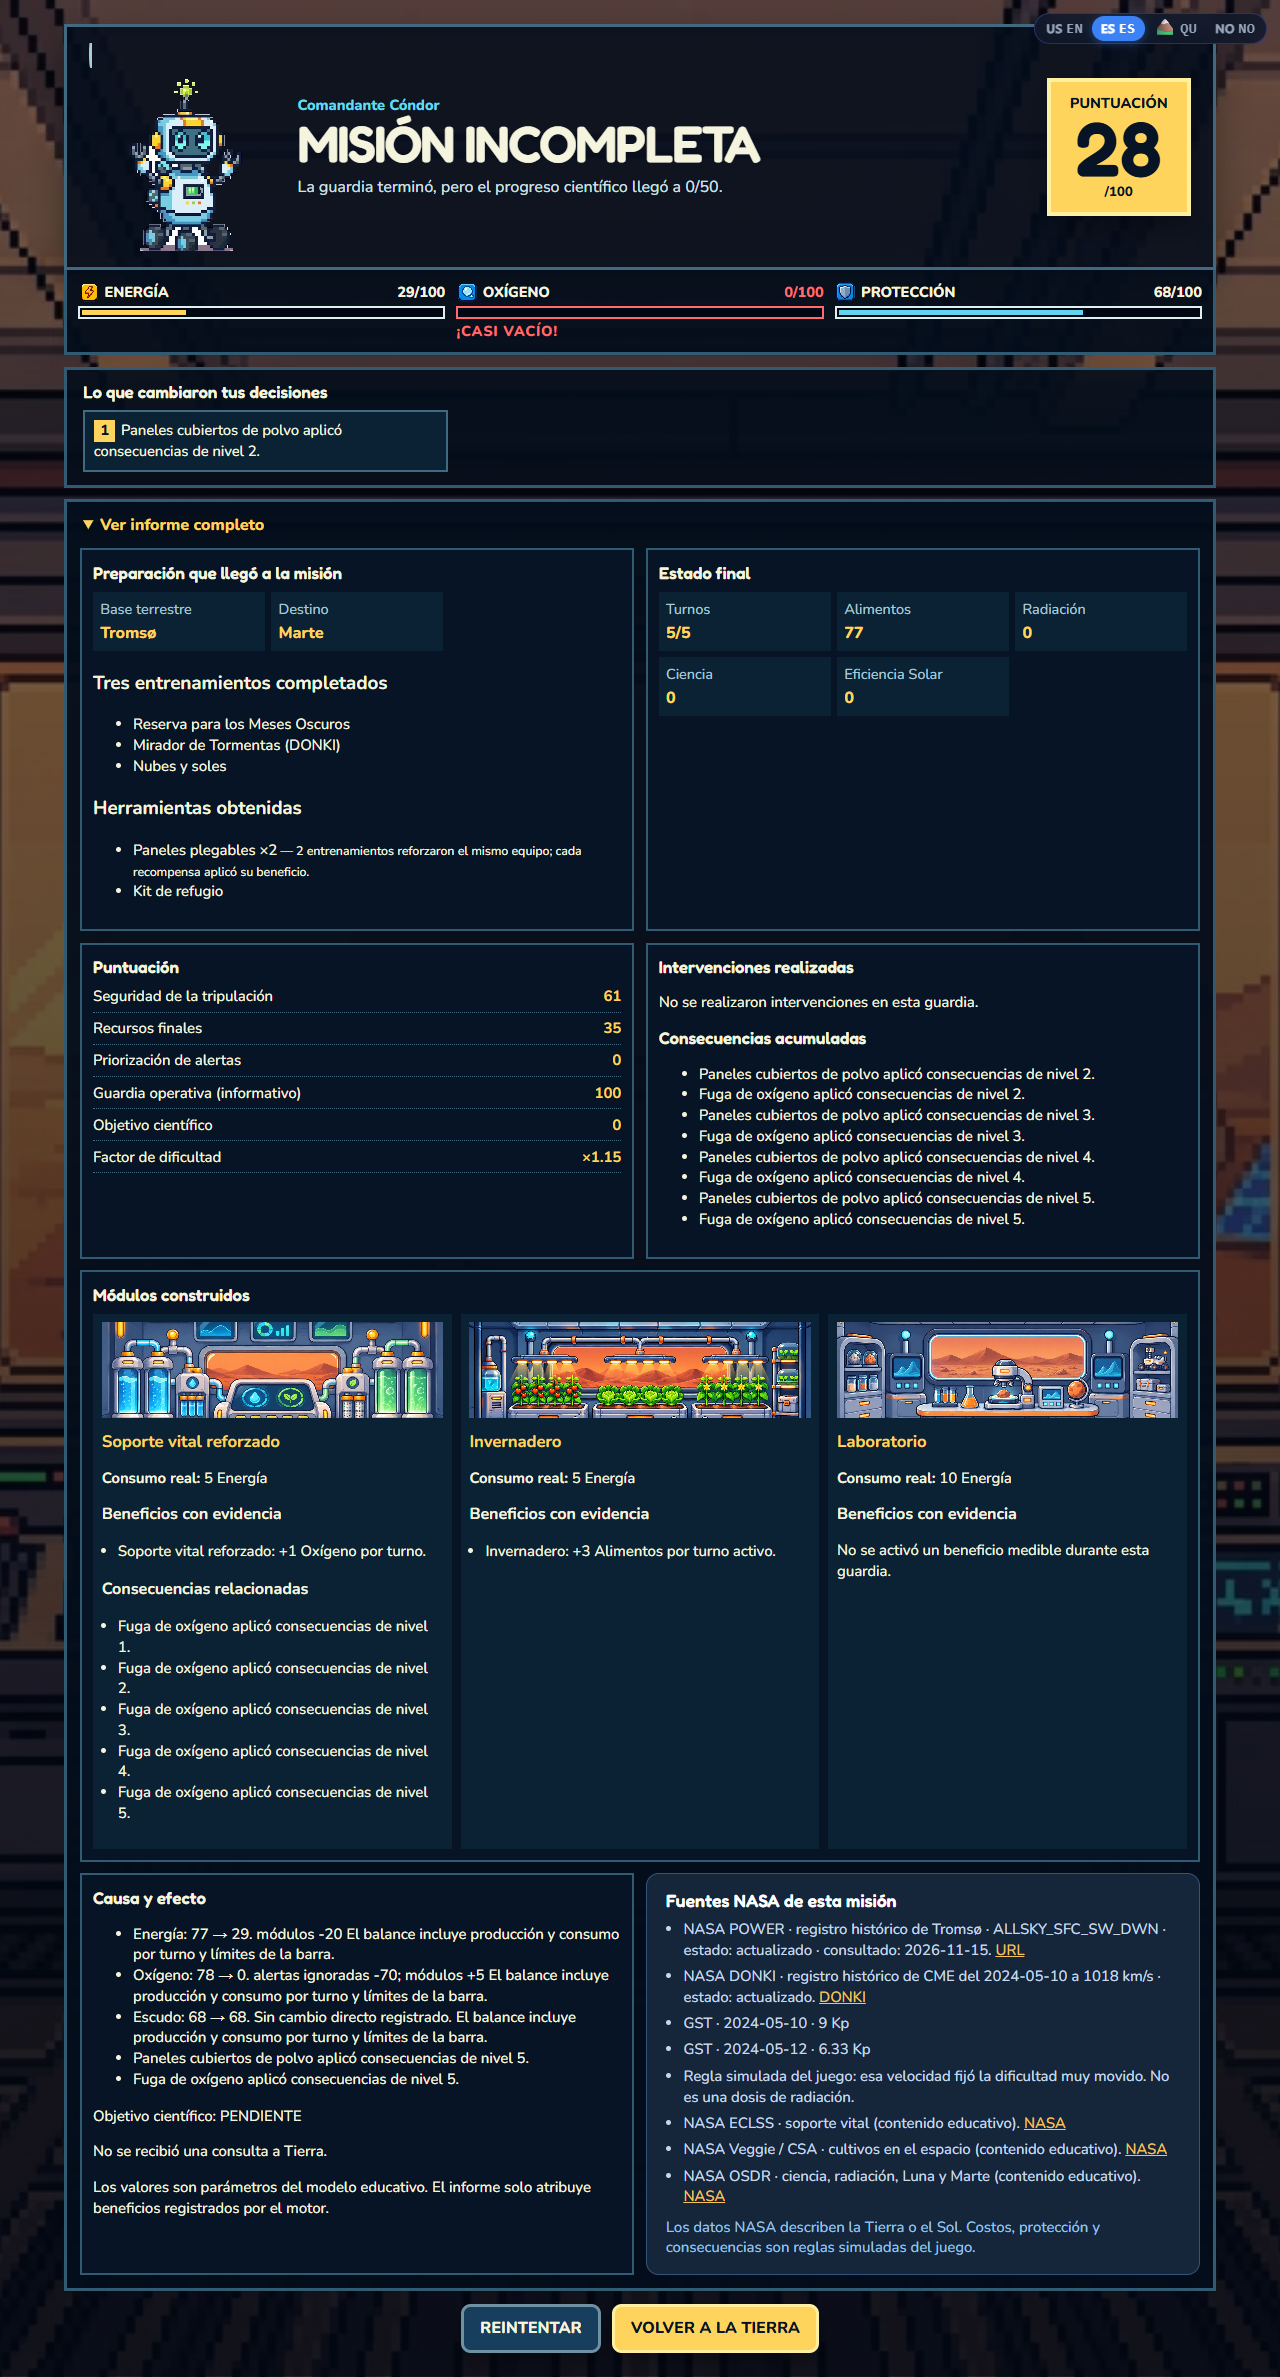 US EN
ES ES
QU
NO NO
Comandante Cóndor
MISIÓN INCOMPLETA
La guardia terminó, pero el progreso científico llegó a 0/50.
PUNTUACIÓN
28
/100
ENERGÍA 29/100
OXÍGENO 0/100
¡CASI VACÍO!
PROTECCIÓN 68/100
Lo que cambiaron tus decisiones
1 Paneles cubiertos de polvo aplicó
consecuencias de nivel 2.
▼ Ver informe completo
Preparación que llegó a la misión
Base terrestre
Tromsø
Destino
Marte
Tres entrenamientos completados
• Reserva para los Meses Oscuros
• Mirador de Tormentas (DONKI)
• Nubes y soles
Herramientas obtenidas
• Paneles plegables ×2 — 2 entrenamientos reforzaron el mismo equipo; cada
recompensa aplicó su beneficio.
• Kit de refugio
Estado final
Turnos
5/5
Alimentos
77
Radiación
0
Ciencia
0
Eficiencia Solar
0
Puntuación
Seguridad de la tripulación 61
Recursos finales 35
Priorización de alertas 0
Guardia operativa (informativo) 100
Objetivo científico 0
Factor de dificultad ×1.15
Intervenciones realizadas
No se realizaron intervenciones en esta guardia.
Consecuencias acumuladas
• Paneles cubiertos de polvo aplicó consecuencias de nivel 2.
• Fuga de oxígeno aplicó consecuencias de nivel 2.
• Paneles cubiertos de polvo aplicó consecuencias de nivel 3.
• Fuga de oxígeno aplicó consecuencias de nivel 3.
• Paneles cubiertos de polvo aplicó consecuencias de nivel 4.
• Fuga de oxígeno aplicó consecuencias de nivel 4.
• Paneles cubiertos de polvo aplicó consecuencias de nivel 5.
• Fuga de oxígeno aplicó consecuencias de nivel 5.
Módulos construidos
Soporte vital reforzado
Consumo real: 5 Energía
Beneficios con evidencia
• Soporte vital reforzado: +1 Oxígeno por turno.
Consecuencias relacionadas
• Fuga de oxígeno aplicó consecuencias de nivel
1.
• Fuga de oxígeno aplicó consecuencias de nivel
2.
• Fuga de oxígeno aplicó consecuencias de nivel
3.
• Fuga de oxígeno aplicó consecuencias de nivel
4.
• Fuga de oxígeno aplicó consecuencias de nivel
5.
Invernadero
Consumo real: 5 Energía
Beneficios con evidencia
• Invernadero: +3 Alimentos por turno activo.
Laboratorio
Consumo real: 10 Energía
Beneficios con evidencia
No se activó un beneficio medible durante esta
guardia.
Causa y efecto
• Energía: 77 → 29. módulos -20 El balance incluye producción y consumo
por turno y límites de la barra.
• Oxígeno: 78 → 0. alertas ignoradas -70; módulos +5 El balance incluye
producción y consumo por turno y límites de la barra.
• Escudo: 68 → 68. Sin cambio directo registrado. El balance incluye
producción y consumo por turno y límites de la barra.
• Paneles cubiertos de polvo aplicó consecuencias de nivel 5.
• Fuga de oxígeno aplicó consecuencias de nivel 5.
Objetivo científico: PENDIENTE
No se recibió una consulta a Tierra.
Los valores son parámetros del modelo educativo. El informe solo atribuye
beneficios registrados por el motor.
Fuentes NASA de esta misión
• NASA POWER · registro histórico de Tromsø · ALLSKY_SFC_SW_DWN ·
estado: actualizado · consultado: 2026-11-15. URL
• NASA DONKI · registro histórico de CME del 2024-05-10 a 1018 km/s ·
estado: actualizado. DONKI
• GST · 2024-05-10 · 9 Kp
• GST · 2024-05-12 · 6.33 Kp
• Regla simulada del juego: esa velocidad fijó la dificultad muy movido. No
es una dosis de radiación.
• NASA ECLSS · soporte vital (contenido educativo). NASA
• NASA Veggie / CSA · cultivos en el espacio (contenido educativo). NASA
• NASA OSDR · ciencia, radiación, Luna y Marte (contenido educativo).
NASA
Los datos NASA describen la Tierra o el Sol. Costos, protección y
consecuencias son reglas simuladas del juego.
REINTENTAR
VOLVER A LA TIERRA